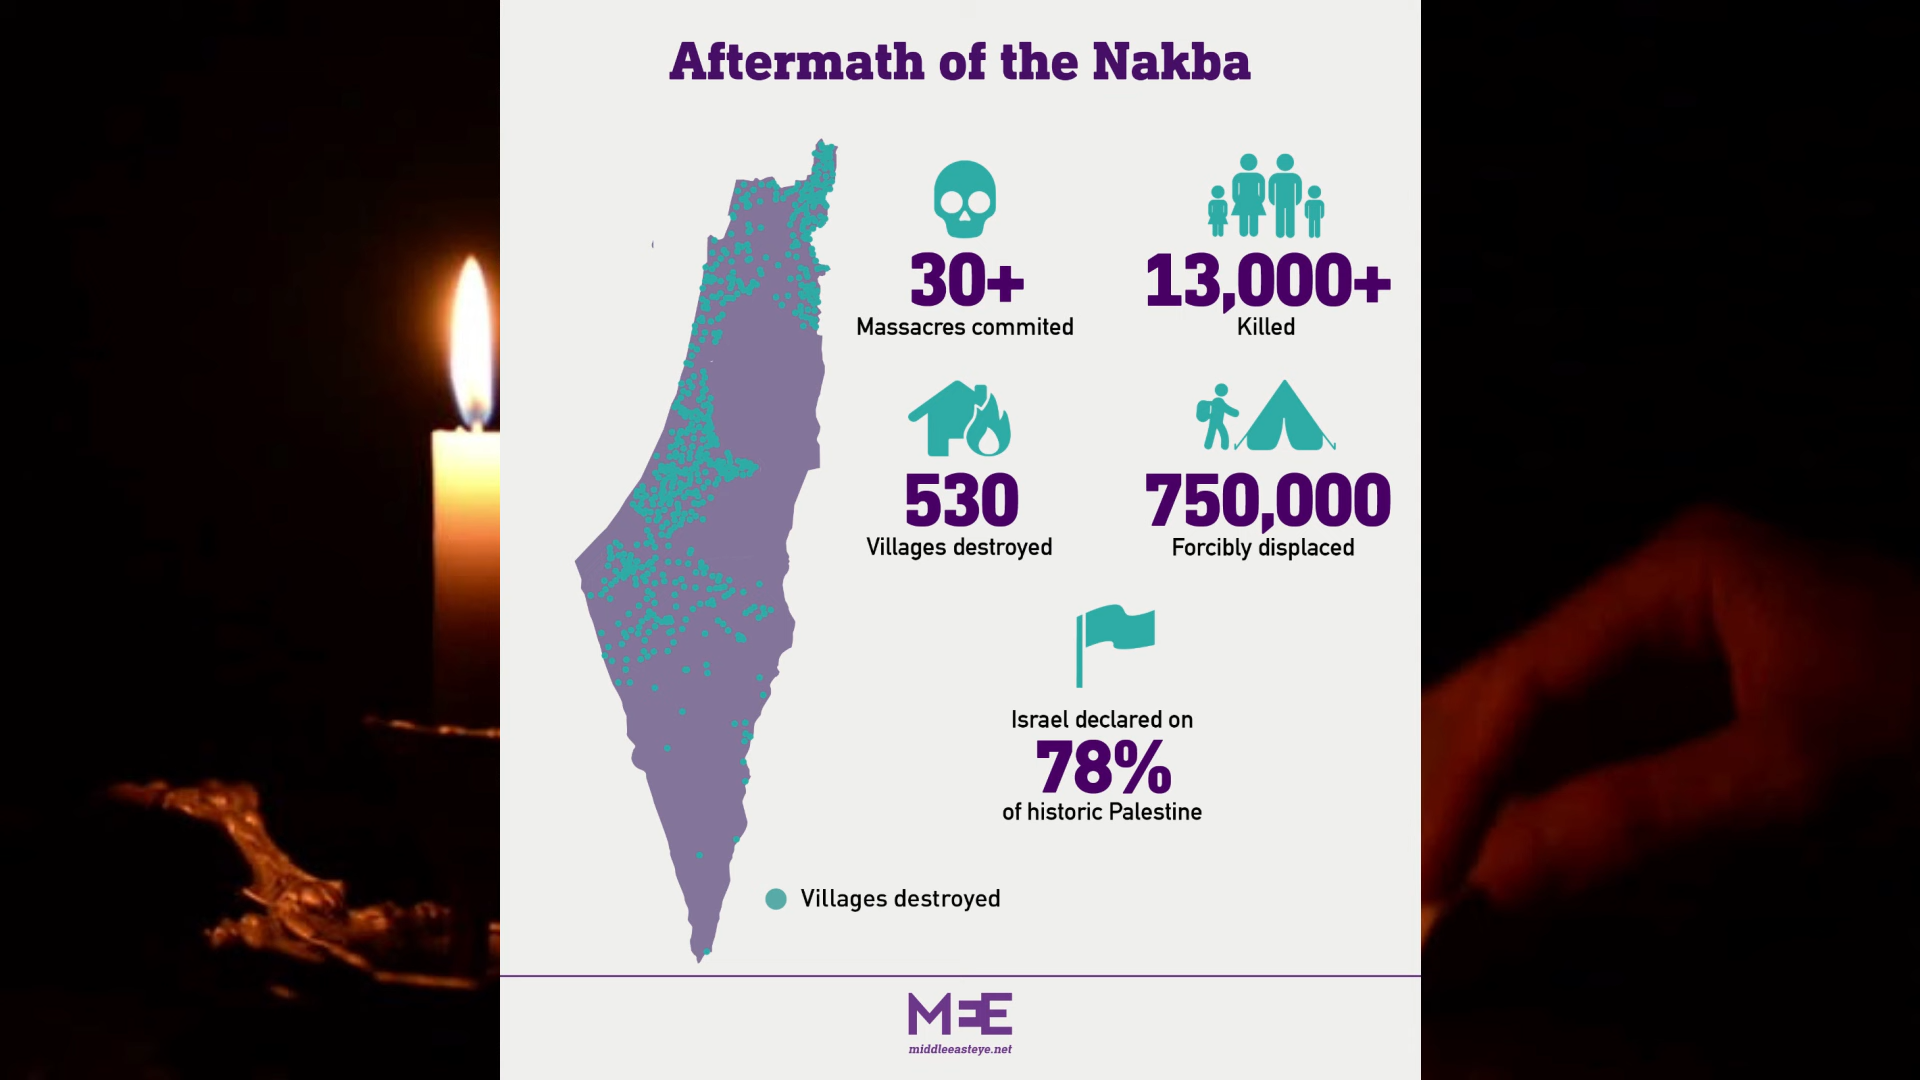 Aftermath of the Nakba
30+
Massacres commited
13,000+
Killed
530
Villages destroyed
750,000
Forcibly displaced
Israel declared on
78%
of historic Palestine
Villages destroyed
MEE
middleeasteye.net